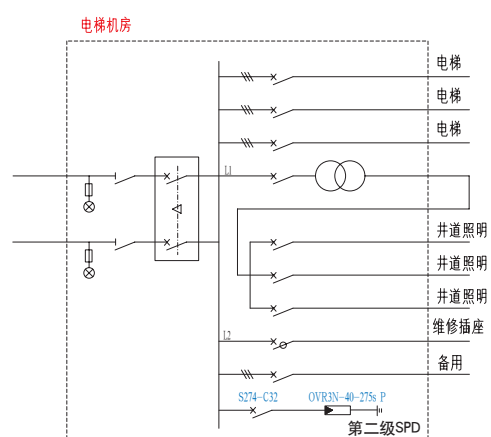 电梯机房
电梯
电梯
电梯
L1
井道照明
井道照明
井道照明
L2
维修插座
备用
S274-C32 OVR3N-40-275s P
第二级SPD